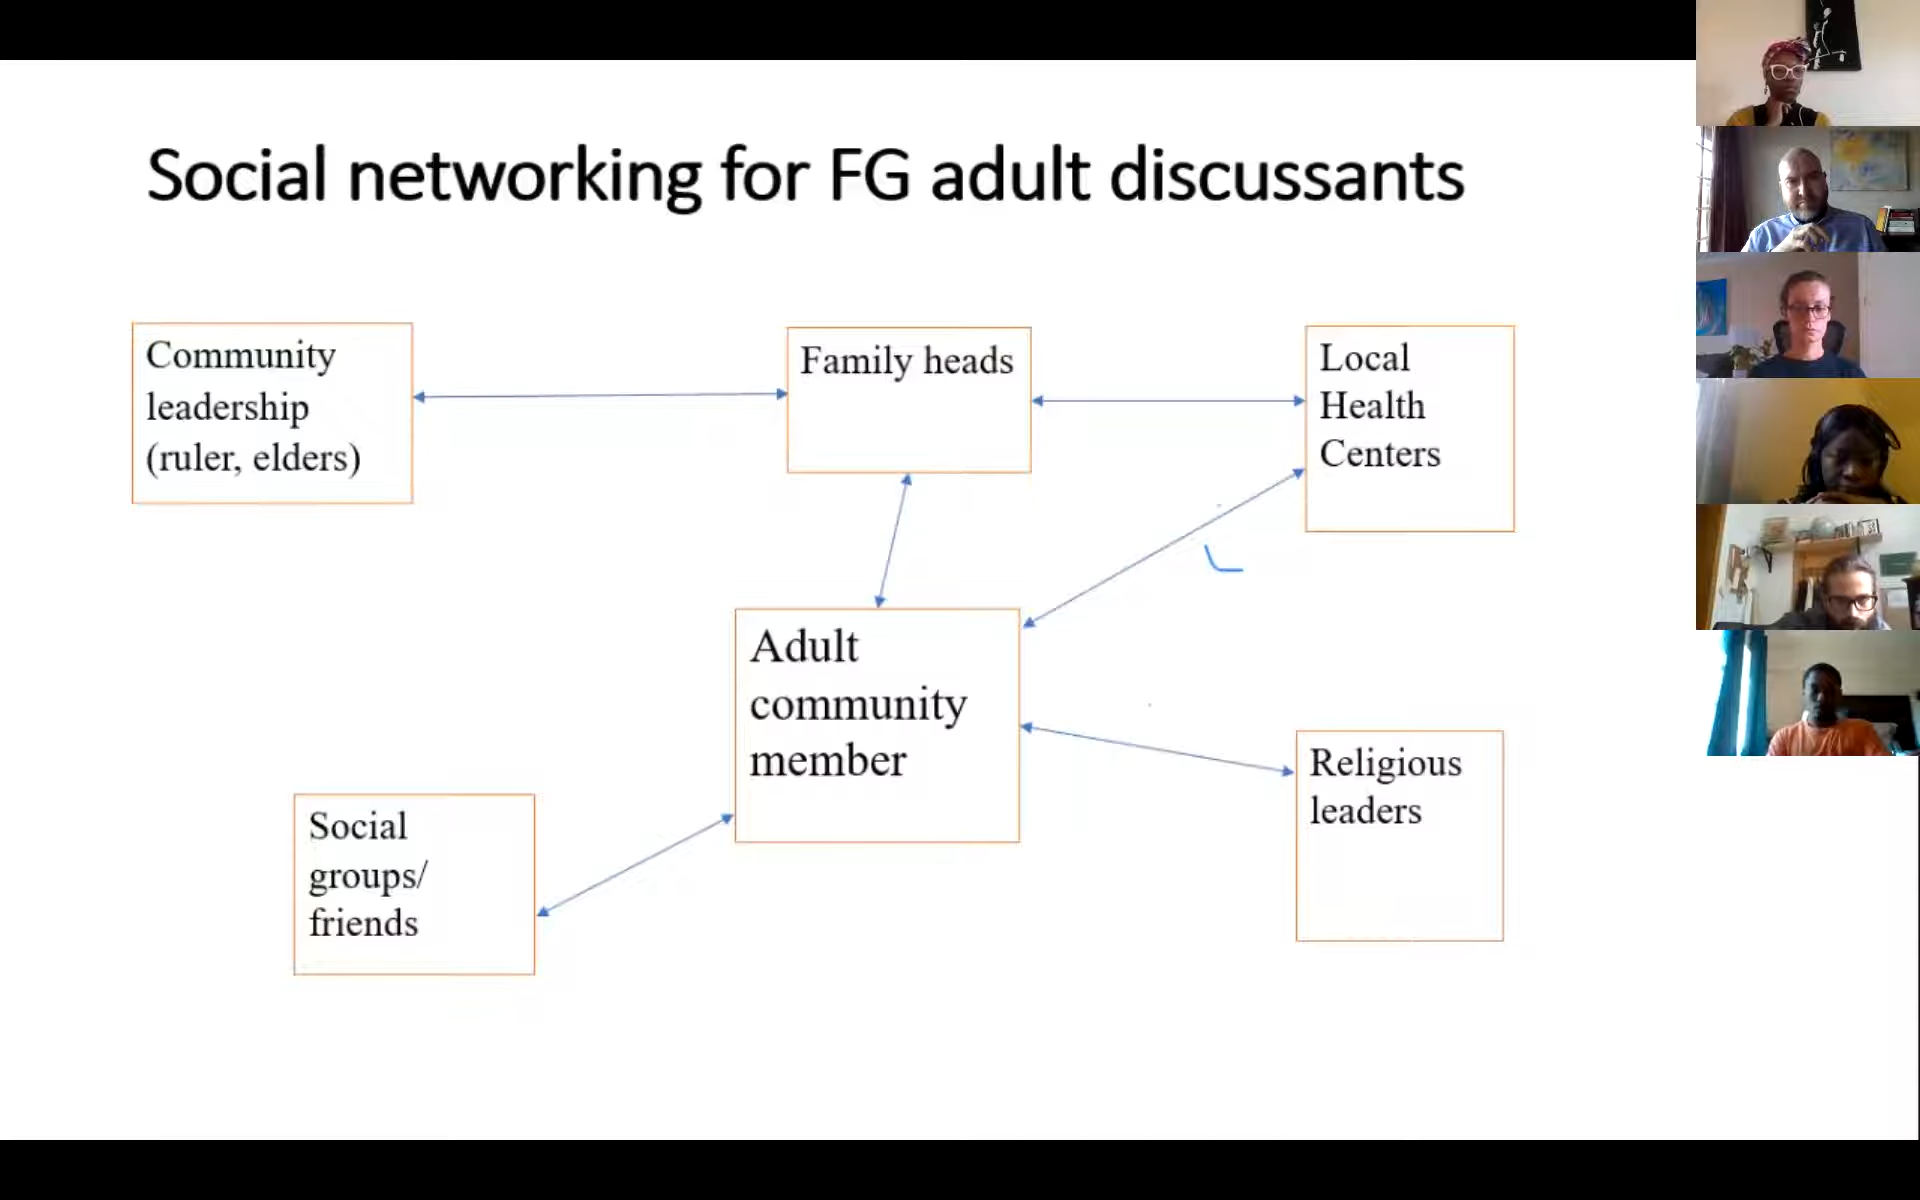 Social networking for FG adult discussants
Community
leadership
(ruler, elders)
Family heads
Local
Health
Centers
Adult
community
member
Social
groups/
friends
Religious
leaders